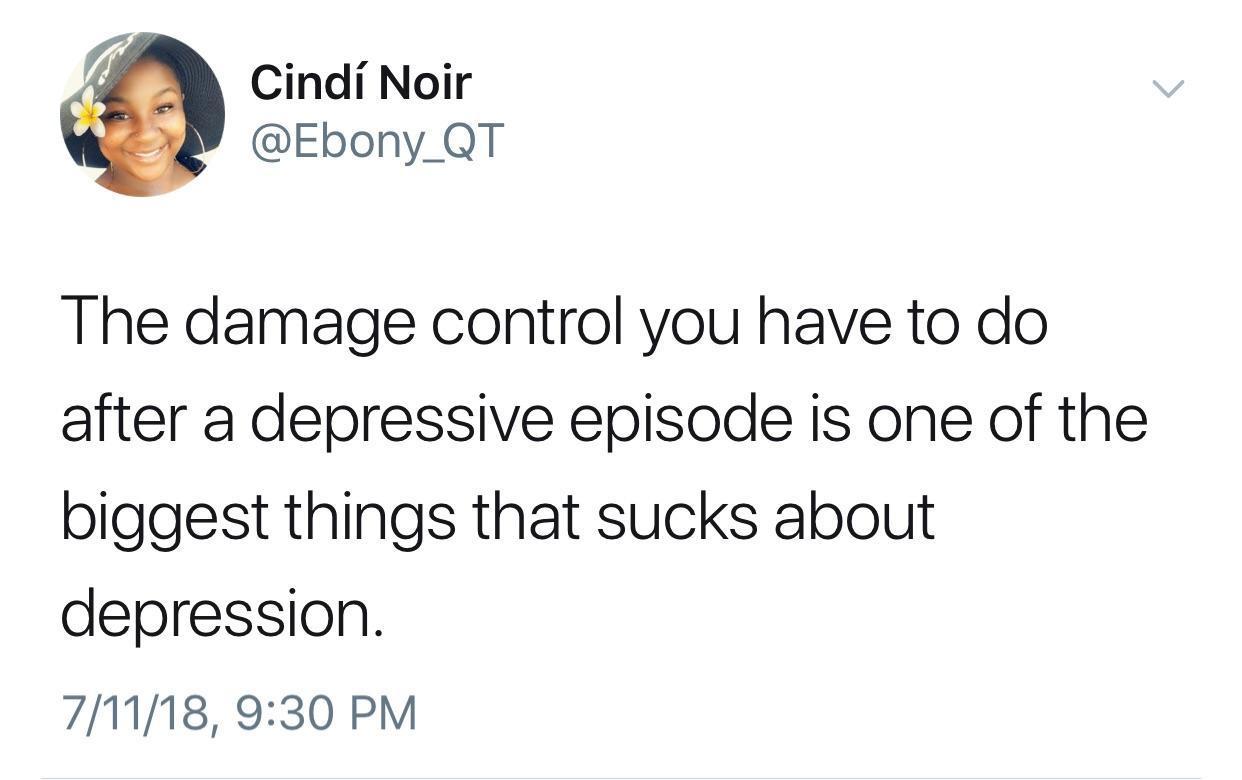 Cindí Noir
@Ebony_QT
The damage control you have to do
after a depressive episode is one of the
biggest things that sucks about
depression.
7/11/18, 9:30 PM